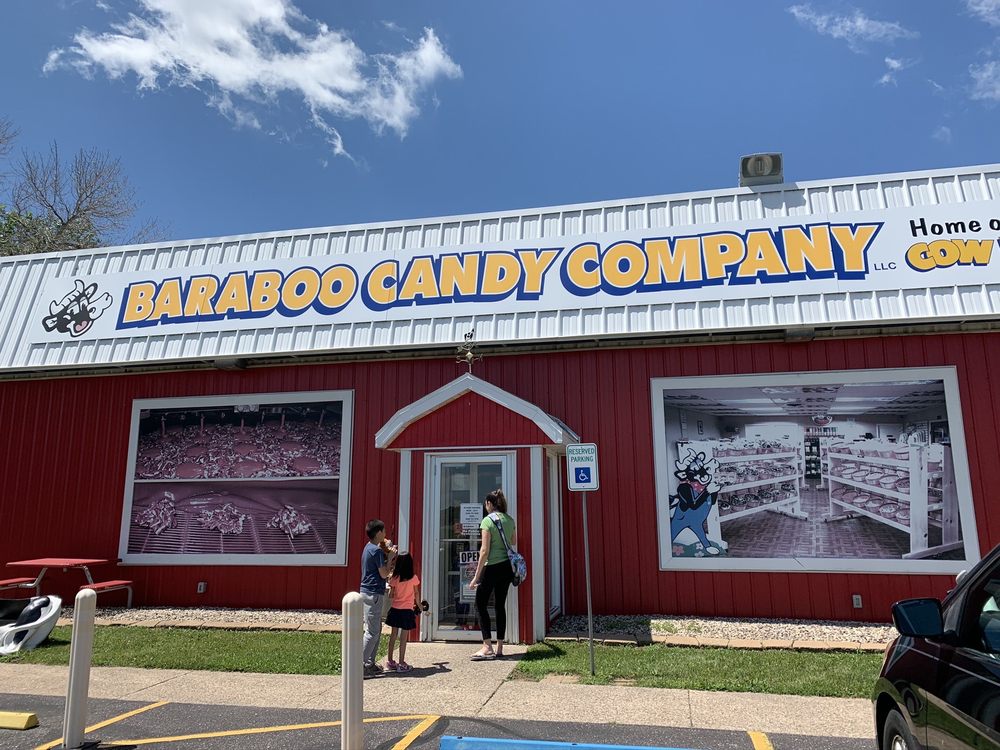 BARABOO CANDY COMPANY LLC
Home o
COW
RESERVED
PARKING
OPEN